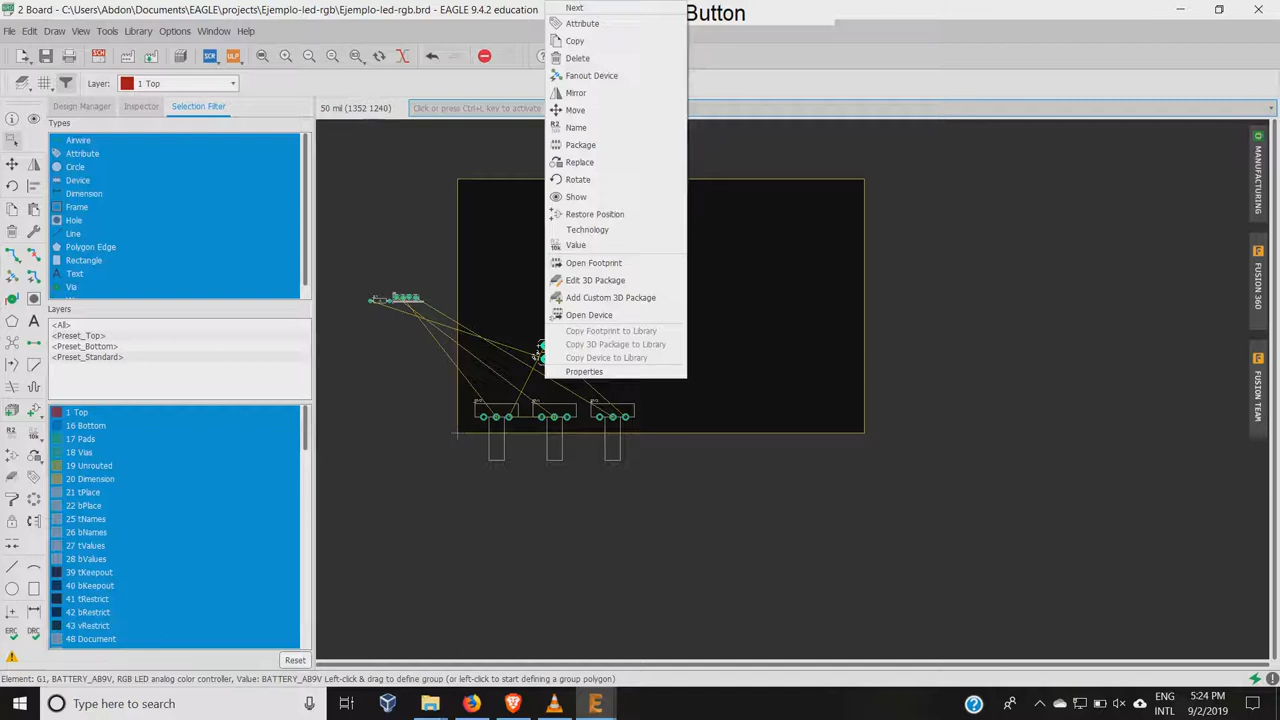 2 Board - C:\Users\Abdon\Documents\EAGLE\projects\Ejemplo-led-rgb\Ejemplo-led-rgb.brd - EAGLE 9.4.2 education
Button
File Edit Draw View Tools Library Options Window Help
SCH
SCR
ULP
Layer:
1 Top
Design Manager
Inspector
Selection Filter
50 mil (1352 1240)
Click or press Ctrl+L key to activate
Types
Airwire
Attribute
Circle
Device
Dimension
Frame
Hole
Line
Polygon Edge
Rectangle
Text
Via
Layers
<All>
<Preset_Top>
<Preset_Bottom>
<Preset_Standard>
1 Top
16 Bottom
17 Pads
18 Vias
19 Unrouted
20 Dimension
21 tPlace
22 bPlace
25 tNames
26 bNames
27 tValues
28 bValues
39 tKeepout
40 bKeepout
41 tRestrict
42 bRestrict
43 vRestrict
48 Document
Reset
ERC
DRC
Next
Attribute
Copy
Delete
Fanout Device
Mirror
Move
Name
Package
Replace
Rotate
Show
Restore Position
Technology
Value
Open Footprint
Edit 3D Package
Add Custom 3D Package
Open Device
Copy Footprint to Library
Copy 3D Package to Library
Copy Device to Library
Properties
MANUFACTURING
FUSION 360
FUSION TEAM
Element: G1, BATTERY_AB9V, RGB LED analog color controller, Value: BATTERY_AB9V Left-click & drag to define group (or left-click to start defining a group polygon)
Type here to search
ENG
INTL
5:24 PM
9/2/2019